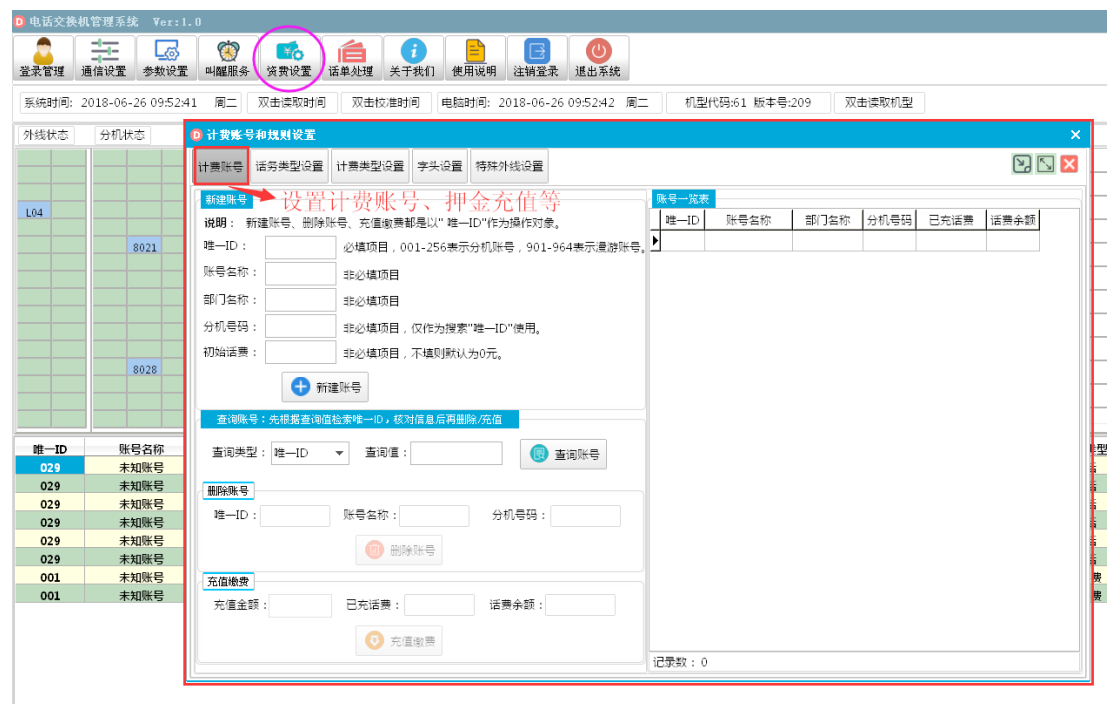 电话交换机管理系统 Ver:1.0
登录管理 通信设置 参数设置 叫醒服务 资费设置 话单处理 关于我们 使用说明 注销登录 退出系统
系统时间: 2018-06-26 09:52:41 周二 双击读取时间 双击校准时间 电脑时间: 2018-06-26 09:52:42 周二 机型代码:61 版本号:209 双击读取机型
外线状态 分机状态
L04
8021
8028
计费账号和规则设置
计费账号 话务类型设置 计费类型设置 字头设置 特殊外线设置
设置计费账号、押金充值等
新建账号
说明： 新建账号、删除账号、充值缴费都是以" 唯一ID"作为操作对象。
唯一ID： 必填项目，001-256表示分机账号，901-964表示漫游账号。
账号名称： 非必填项目
部门名称： 非必填项目
分机号码： 非必填项目，仅作为搜索"唯一ID"使用。
初始话费： 非必填项目，不填则默认为0元。
新建账号
查询账号：先根据查询值检索唯一ID，核对信息后再删除/充值
查询类型： 唯一ID 查询值： 查询账号
删除账号
唯一ID： 账号名称： 分机号码：
删除账号
充值缴费
充值金额： 已充话费： 话费余额：
充值缴费
账号一览表
唯一ID 账号名称 部门名称 分机号码 已充话费 话费余额
记录数：0
唯一ID 账号名称
029 未知账号
029 未知账号
029 未知账号
029 未知账号
029 未知账号
029 未知账号
001 未知账号
001 未知账号